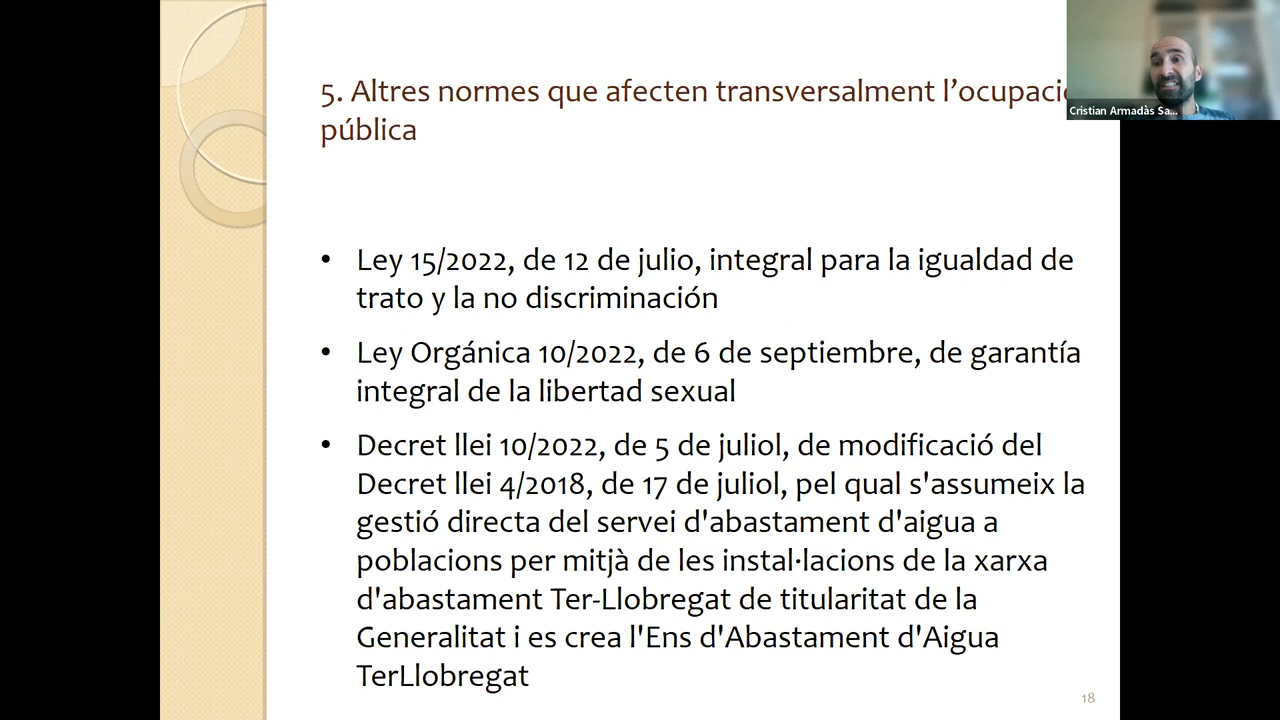 5. Altres normes que afecten transversalment l’ocupació
pública
Cristian Armadàs Sa...
• Ley 15/2022, de 12 de julio, integral para la igualdad de
trato y la no discriminación
• Ley Orgánica 10/2022, de 6 de septiembre, de garantía
integral de la libertad sexual
• Decret llei 10/2022, de 5 de juliol, de modificació del
Decret llei 4/2018, de 17 de juliol, pel qual s'assumeix la
gestió directa del servei d'abastament d'aigua a
poblacions per mitjà de les instal·lacions de la xarxa
d'abastament Ter-Llobregat de titularitat de la
Generalitat i es crea l'Ens d'Abastament d'Aigua
TerLlobregat
18